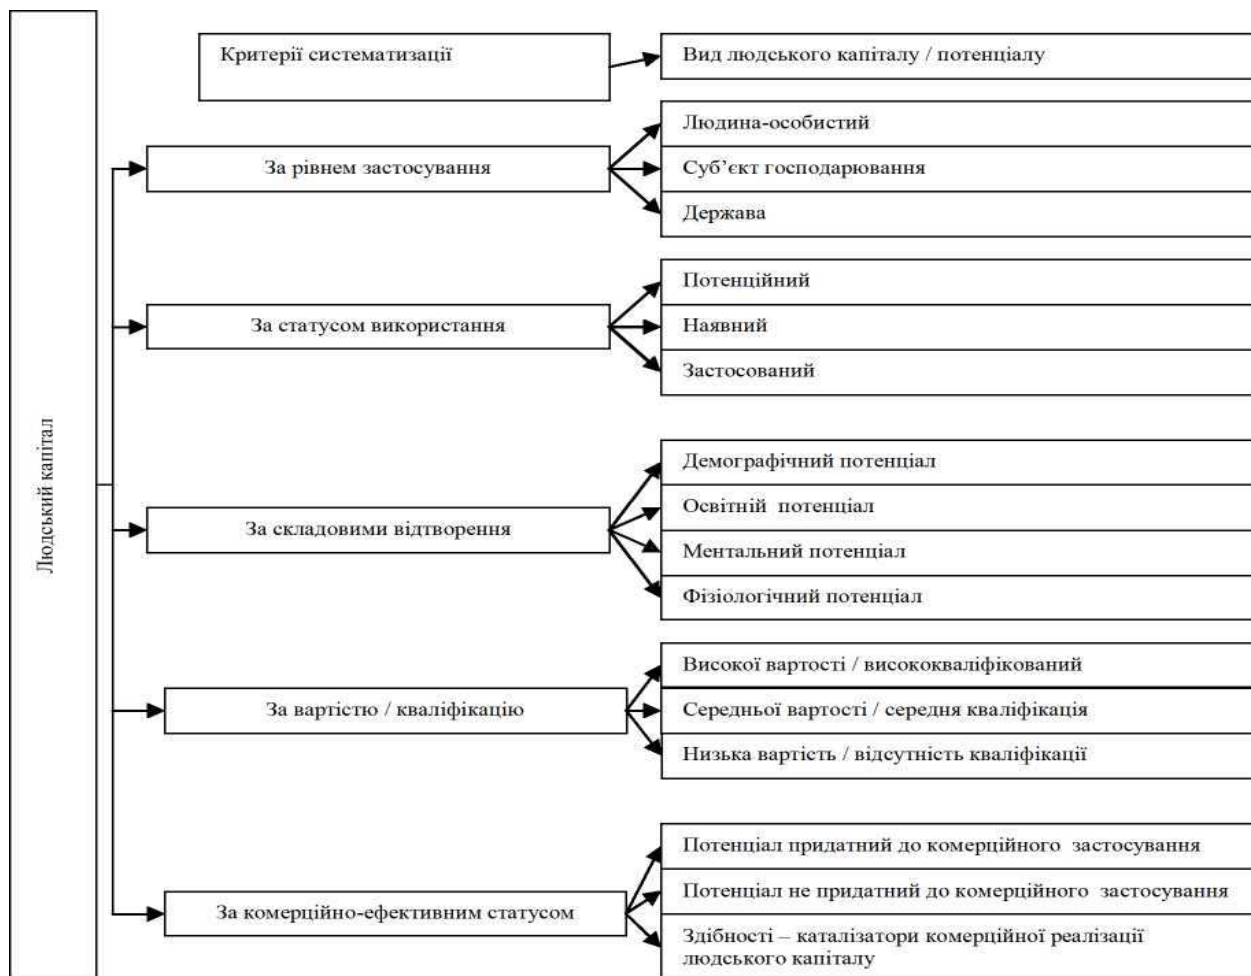 Критерії систематизації
Вид людського капіталу / потенціалу
Людський капітал
За рівнем застосування
Людина-особистий
Суб’єкт господарювання
Держава
За статусом використання
Потенційний
Наявний
Застосований
За складовими відтворення
Демографічний потенціал
Освітній потенціал
Ментальний потенціал
Фізіологічний потенціал
За вартістю / кваліфікацію
Високої вартості / висококваліфікований
Середньої вартості / середня кваліфікація
Низька вартість / відсутність кваліфікації
За комерційно-ефективним статусом
Потенціал придатний до комерційного застосування
Потенціал не придатний до комерційного застосування
Здібності – каталізатори комерційної реалізації
людського капіталу